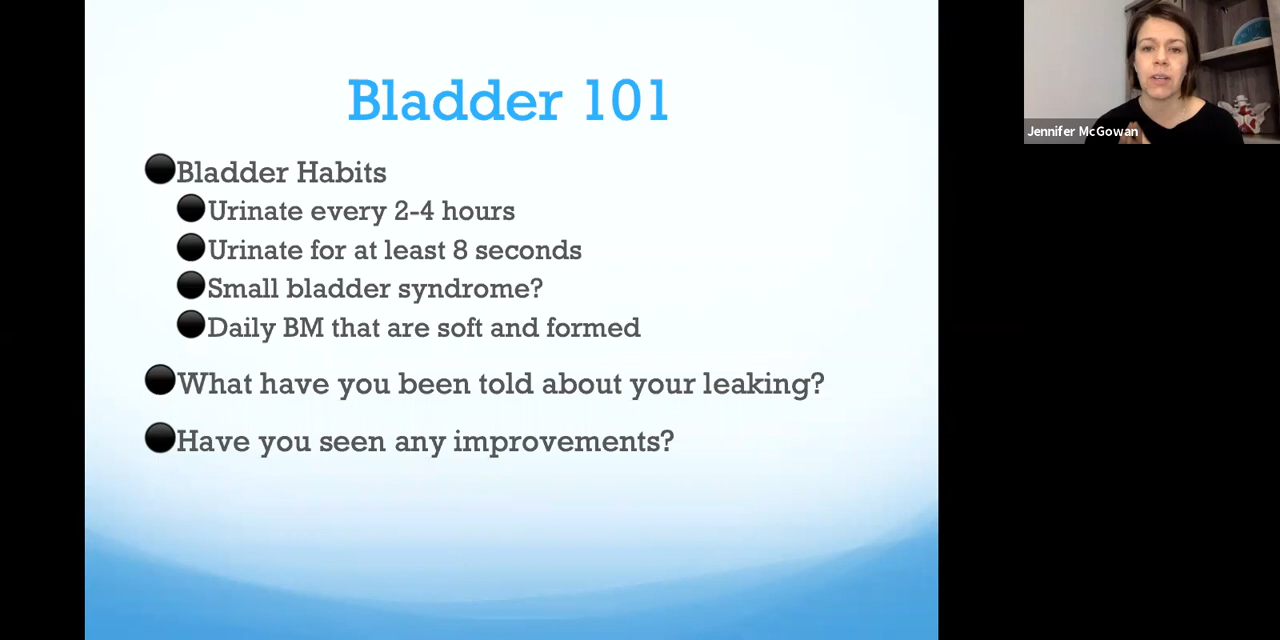 Bladder 101
Bladder Habits
Urinate every 2-4 hours
Urinate for at least 8 seconds
Small bladder syndrome?
Daily BM that are soft and formed
What have you been told about your leaking?
Have you seen any improvements?
Jennifer McGowan